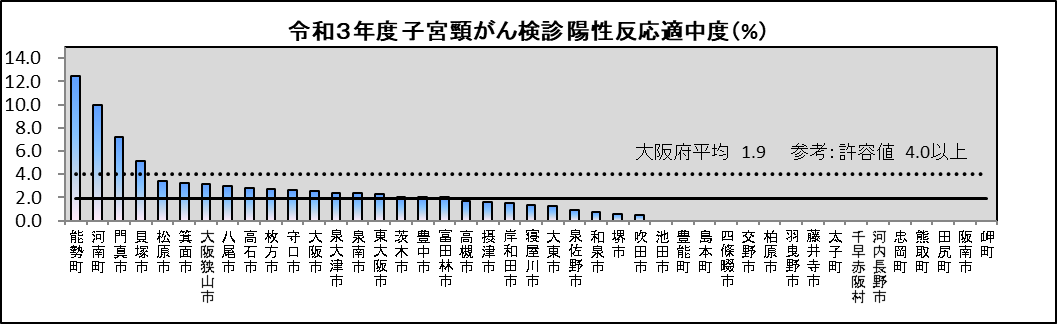 令和３年度子宮頸がん検診陽性反応適中度(%)
14.0
12.0
10.0
8.0
6.0
4.0
2.0
0.0
大阪府平均 1.9 参考：許容値 4.0以上
能勢町
河南町
門真市
貝塚市
松原市
箕面市
大阪狭山市
八尾市
高石市
枚方市
守口市
大阪市
泉大津市
泉南市
東大阪市
茨木市
豊中市
富田林市
高槻市
摂津市
岸和田市
寝屋川市
大東市
泉佐野市
和泉市
堺市
吹田市
池田市
豊能町
島本町
四條畷市
交野市
柏原市
羽曳野市
藤井寺市
太子町
千早赤阪村
河内長野市
忠岡町
熊取町
田尻町
阪南市
岬町